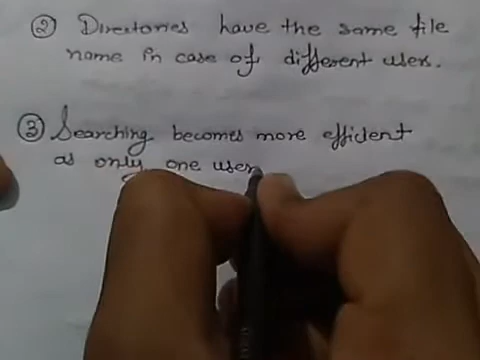 ② Directories have the same file
name in case of different user.
③ Searching becomes more efficient
as only one user